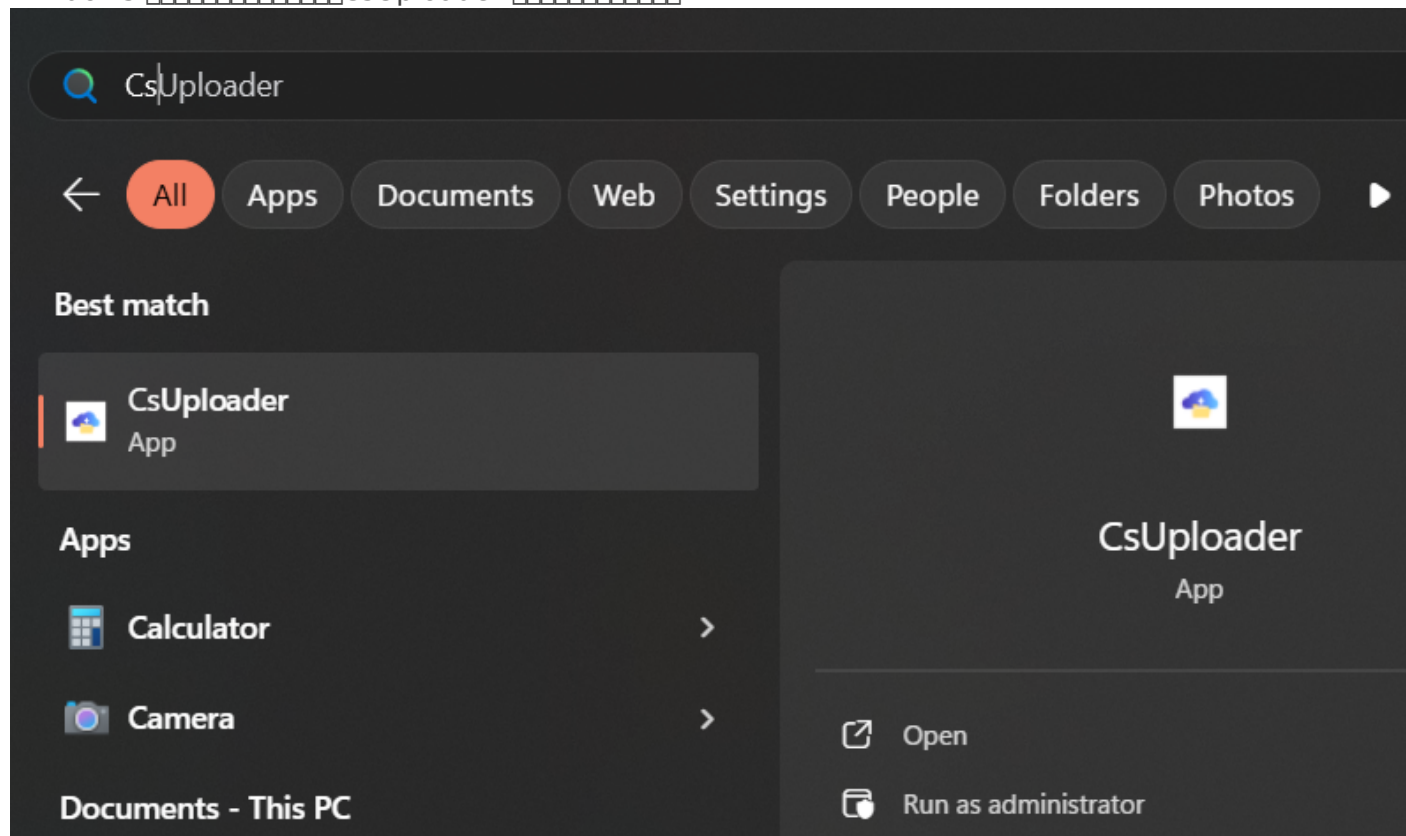 CsUploader
All Apps Documents Web Settings People Folders Photos
Best match
CsUploader
App
Apps
Calculator
Camera
Documents - This PC
CsUploader
App
Open
Run as administrator